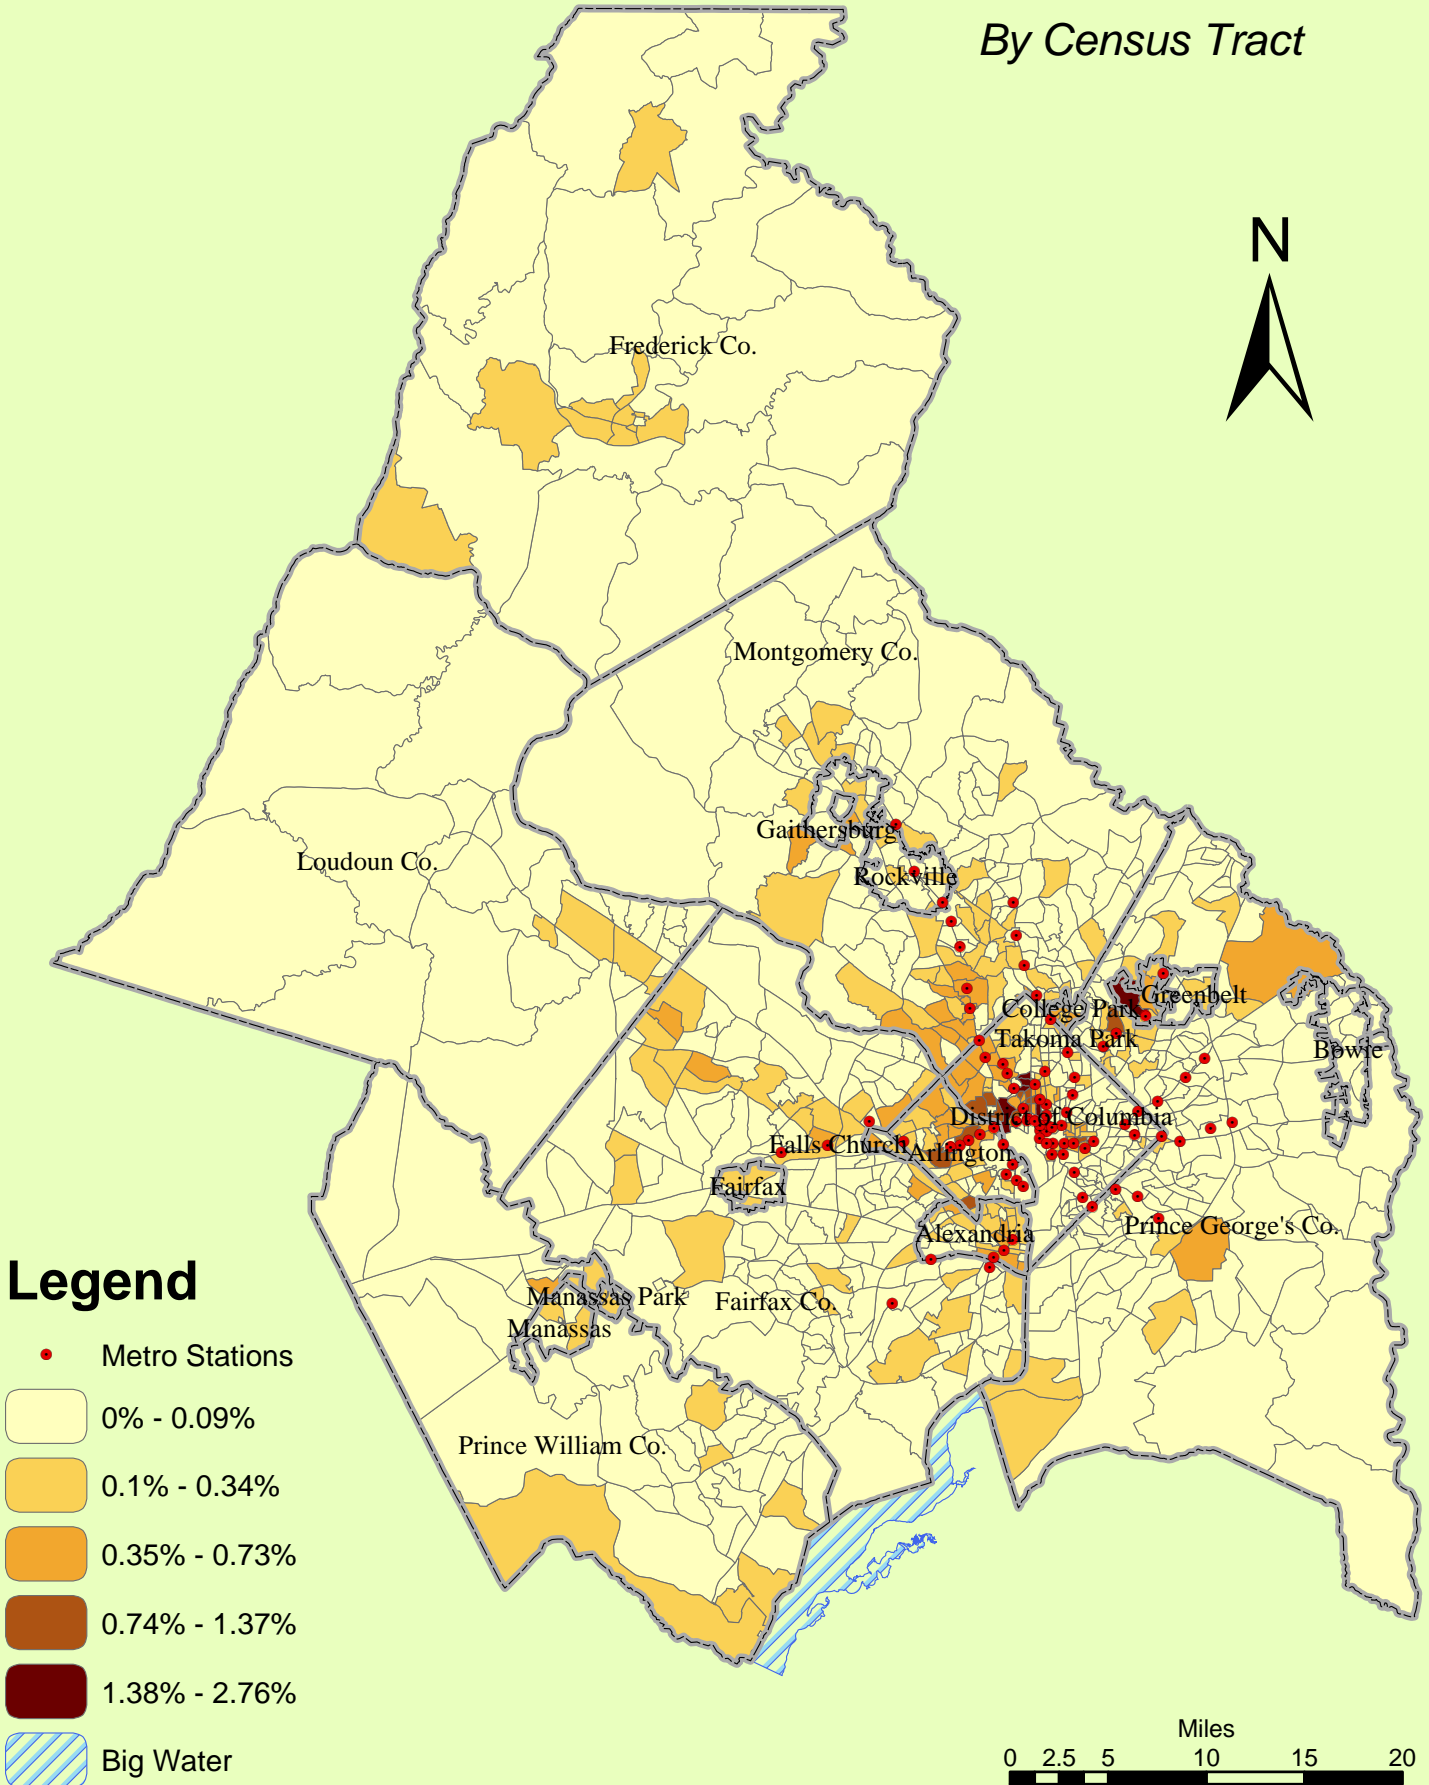 By Census Tract
N
Frederick Co.
Montgomery Co.
Gaithersburg
Loudoun Co.
Rockville
Greenbelt
College Park
Takoma Park
Bowie
District of Columbia
Falls Church
Arlington
Fairfax
Prince George's Co.
Alexandria
Legend
Manassas Park
Fairfax Co.
Manassas
Metro Stations
0% - 0.09%
Prince William Co.
0.1% - 0.34%
0.35% - 0.73%
0.74% - 1.37%
1.38% - 2.76%
Big Water
Miles
0 2.5 5 10 15 20